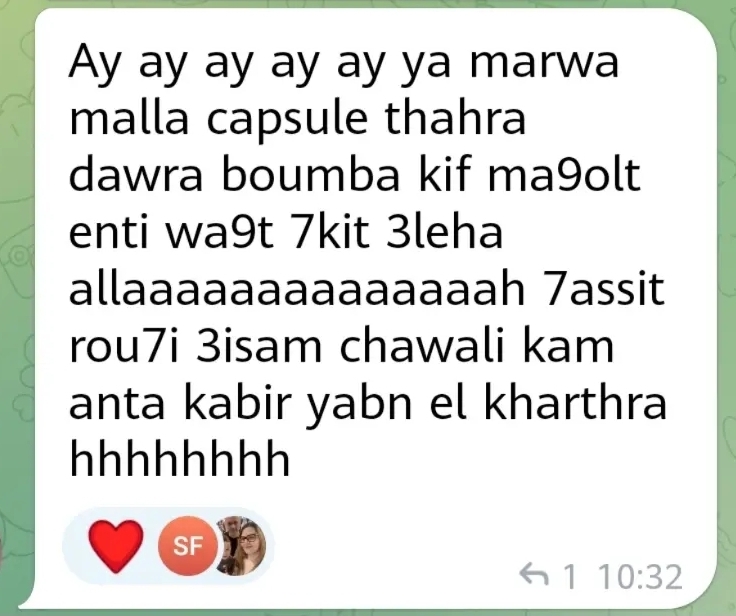 Ay ay ay ay ay ya marwa
malla capsule thahra
dawra boumba kif ma9olt
enti wa9t 7kit 3leha
allaaaaaaaaaaaaaaah 7assit
rou7i 3isam chawali kam
anta kabir yabn el kharthra
hhhhhhhh
SF
1 10:32